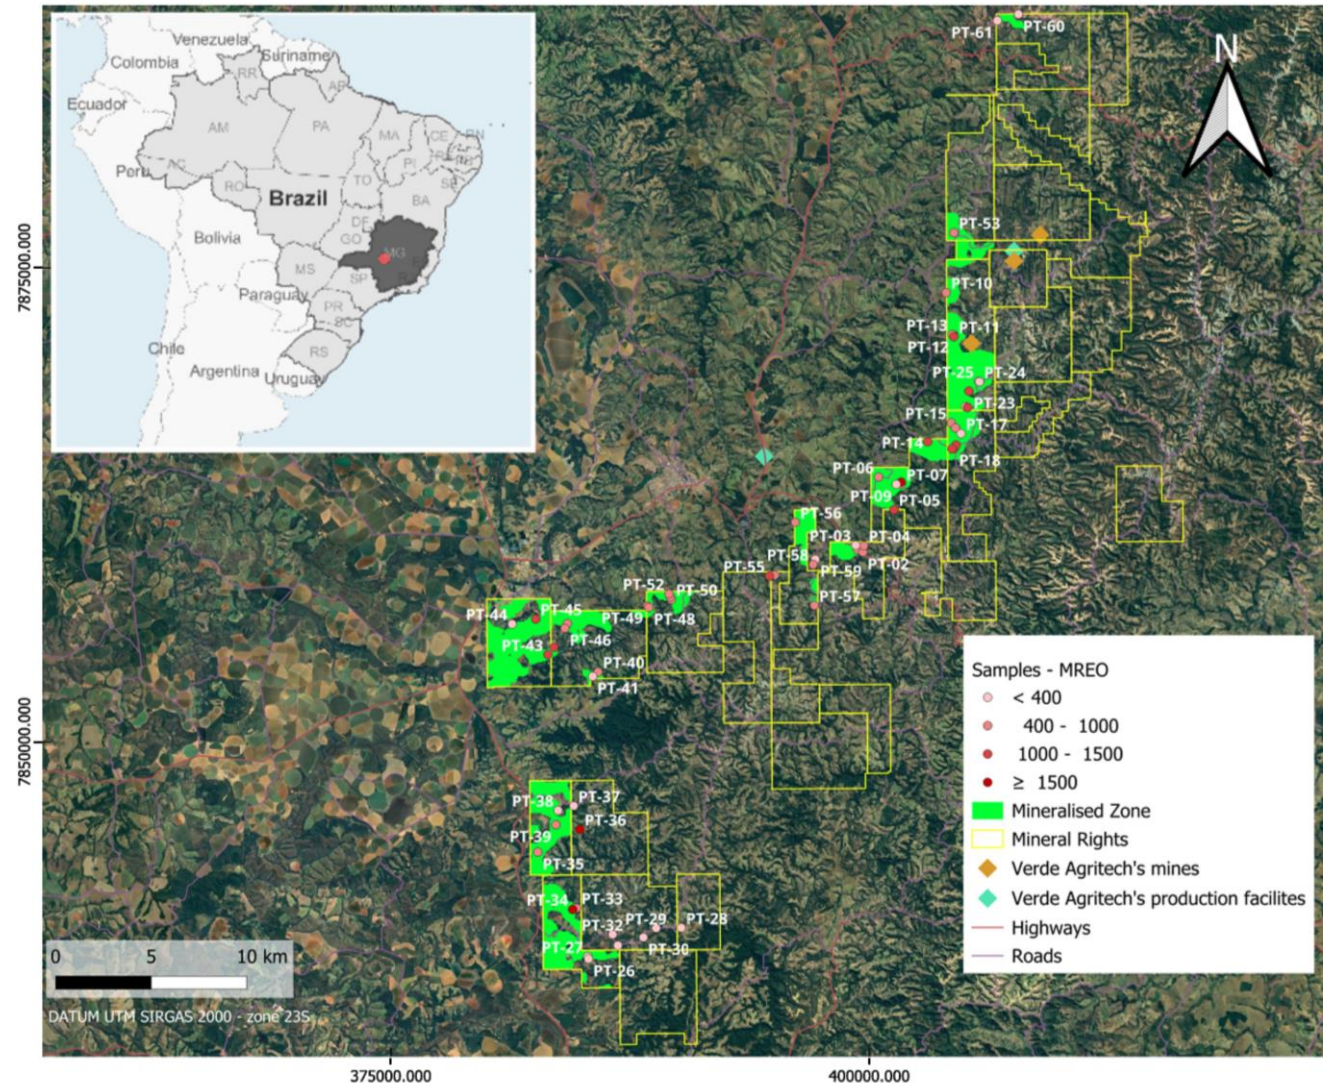 Venezuela
Suriname
Colombia
RR
AP
Ecuador
AM
PA
MA
CE
RN
PI
Peru
AC
TO
SE
RO
Brazil
BA
DF
Bolivia
GO
MG
MS
SP
Paraguay
PR
SC
Chile
RS
Argentina
Uruguay
N
PT-61
PT-60
PT-53
PT-10
PT-13
PT-11
PT-12
PT-25
PT-24
PT-23
PT-15
PT-17
PT-14
PT-18
PT-06
PT-07
PT-09
PT-05
PT-56
PT-03
PT-04
PT-58
PT-02
PT-55
PT-59
PT-57
PT-52
PT-50
PT-44
PT-45
PT-49
PT-48
PT-46
PT-43
PT-40
PT-41
PT-38
PT-37
PT-36
PT-39
PT-35
PT-34
PT-33
PT-32
PT-29
PT-28
PT-27
PT-30
PT-26
Samples - MREO
< 400
400 - 1000
1000 - 1500
≥ 1500
Mineralised Zone
Mineral Rights
Verde Agritech's mines
Verde Agritech's production facilites
Highways
Roads
0 5 10 km
DATUM UTM SIRGAS 2000 - zone 23S
7875000.000
7850000.000
375000.000
400000.000